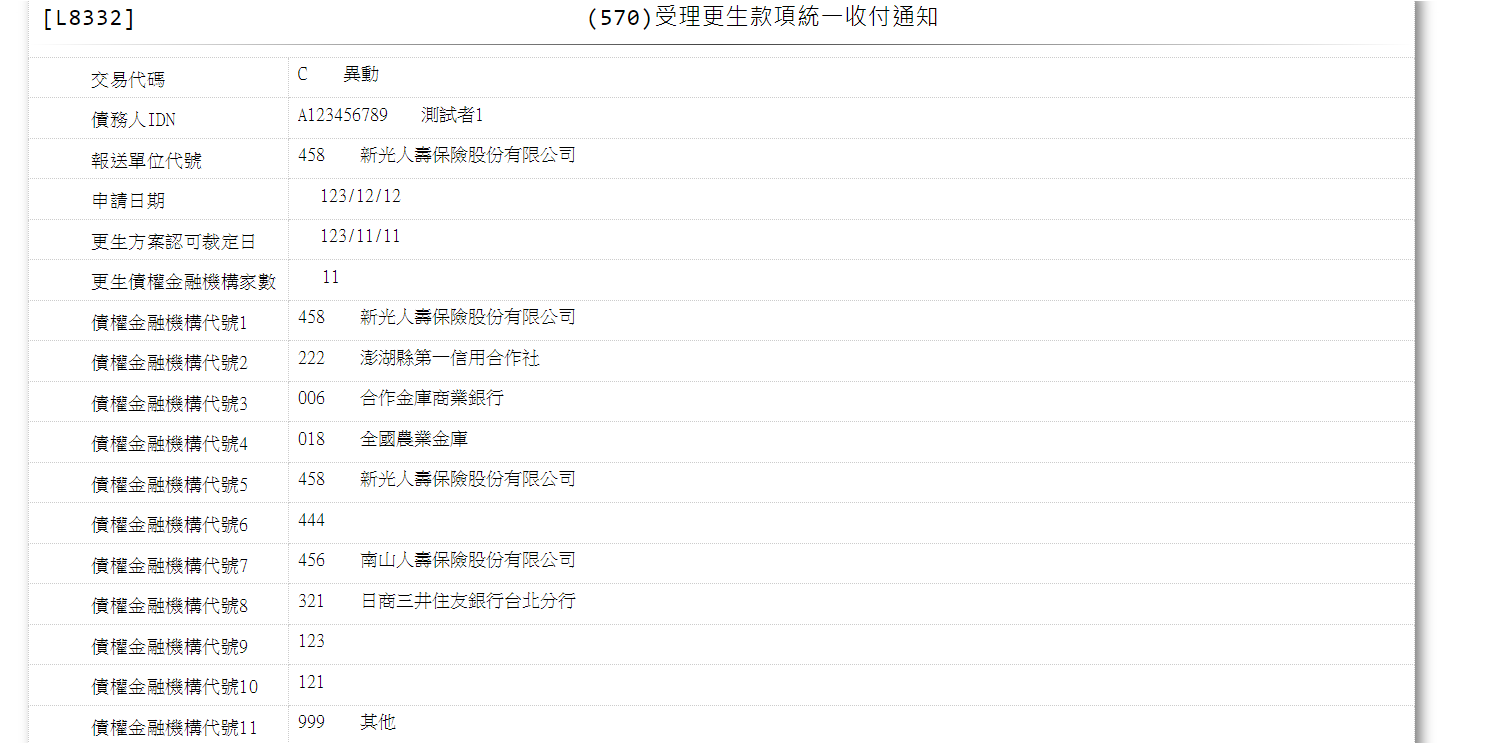 [L8332] (570)受理更生款項統一收付通知
交易代碼 C 異動
債務人IDN A123456789 測試者1
報送單位代號 458 新光人壽保險股份有限公司
申請日期 123/12/12
更生方案認可裁定日 123/11/11
更生債權金融機構家數 11
債權金融機構代號1 458 新光人壽保險股份有限公司
債權金融機構代號2 222 澎湖縣第一信用合作社
債權金融機構代號3 006 合作金庫商業銀行
債權金融機構代號4 018 全國農業金庫
債權金融機構代號5 458 新光人壽保險股份有限公司
債權金融機構代號6 444
債權金融機構代號7 456 南山人壽保險股份有限公司
債權金融機構代號8 321 日商三井住友銀行台北分行
債權金融機構代號9 123
債權金融機構代號10 121
債權金融機構代號11 999 其他